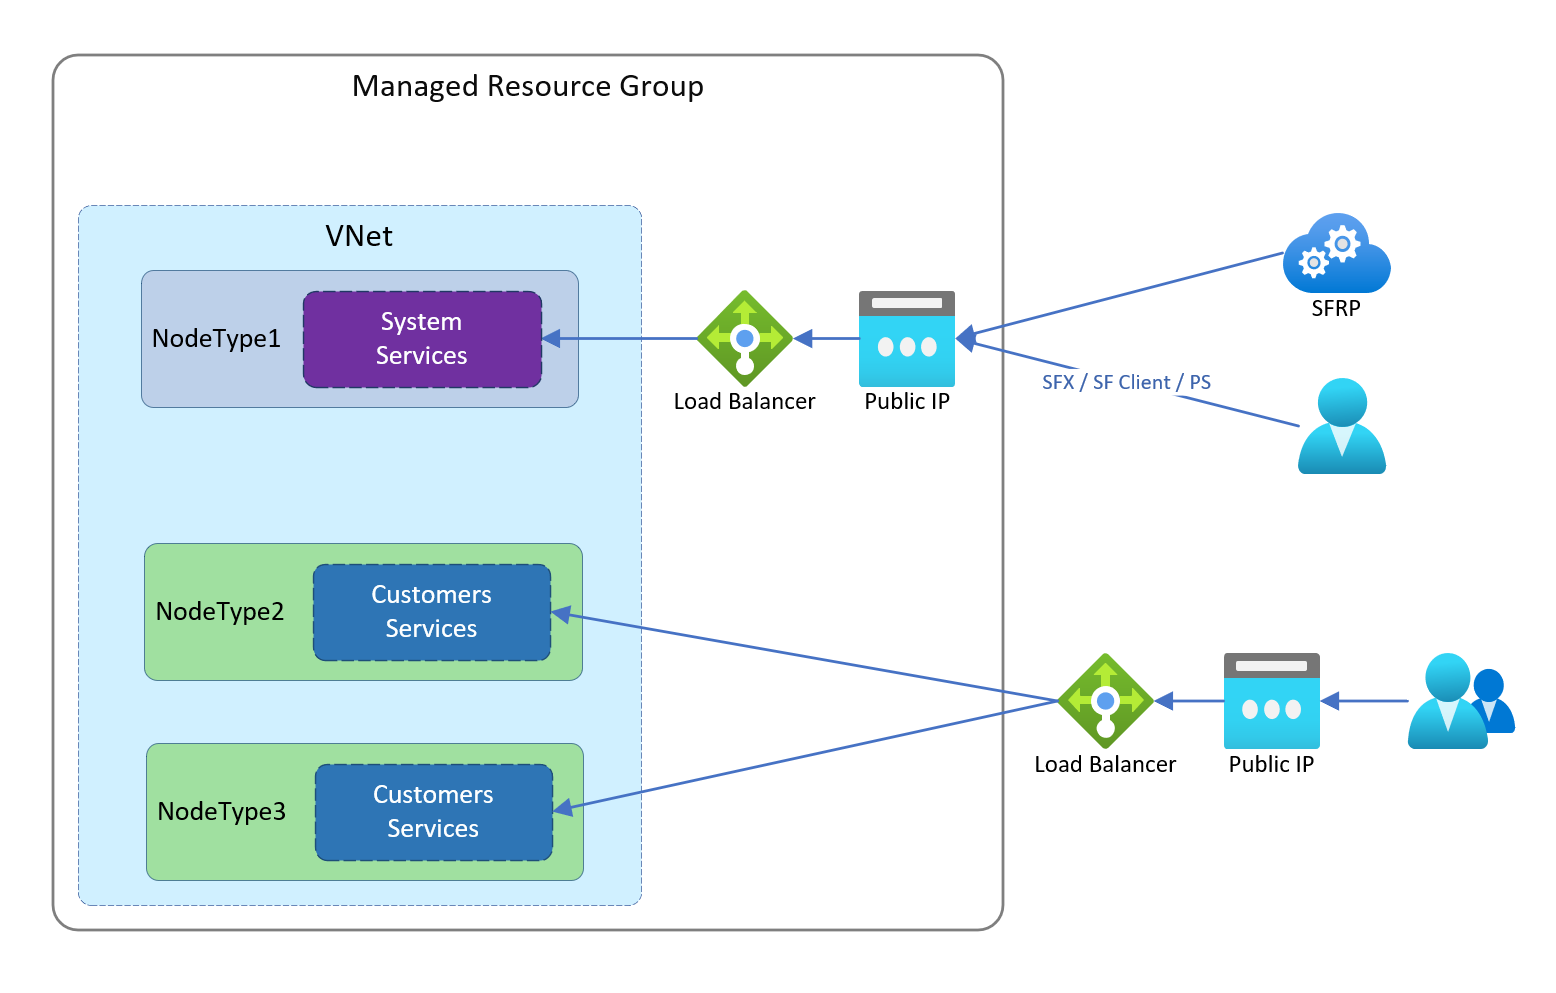 Managed Resource Group
VNet
NodeType1
System
Services
Load Balancer
Public IP
SFRP
SFX / SF Client / PS
NodeType2
Customers
Services
NodeType3
Customers
Services
Load Balancer
Public IP